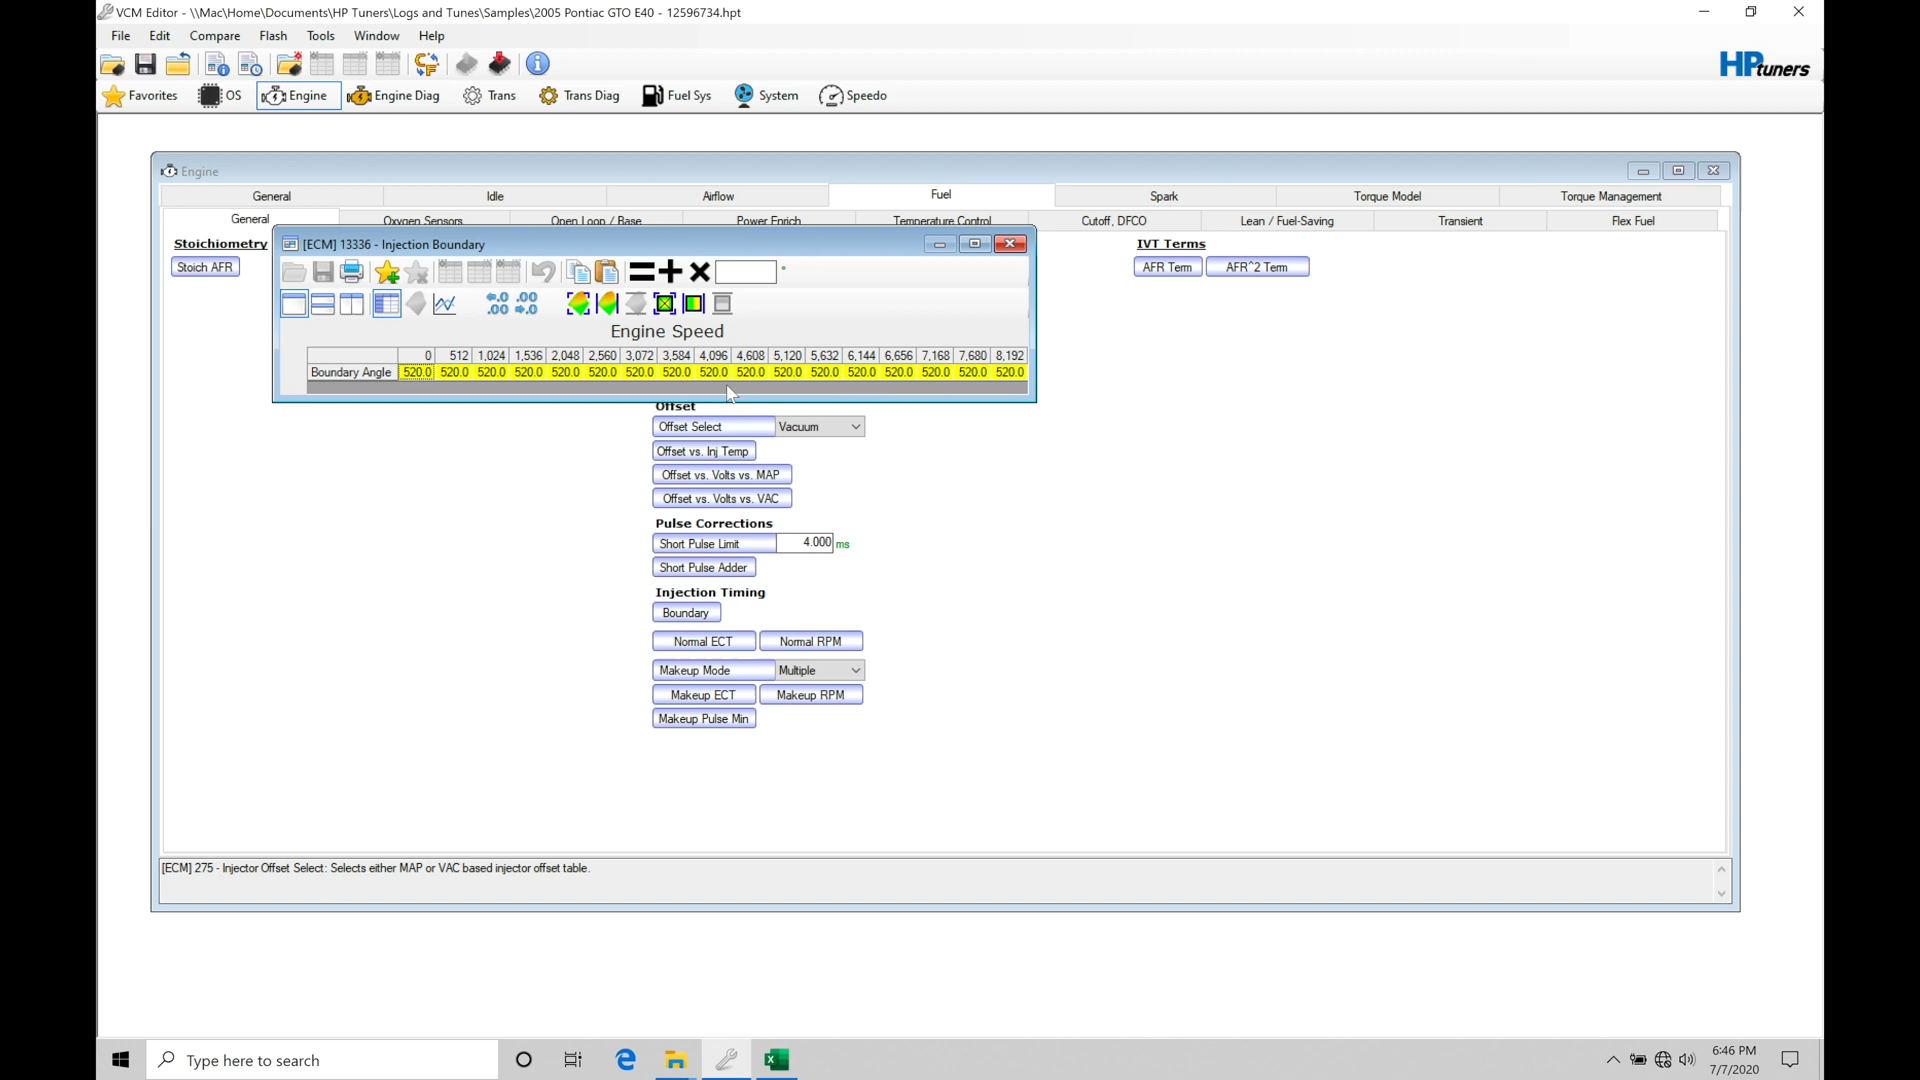 VCM Editor - \\Mac\Home\Documents\HP Tuners\Logs and Tunes\Samples\2005 Pontiac GTO E40 - 12596734.hpt
File Edit Compare Flash Tools Window Help
HPtuners
Favorites OS Engine Engine Diag Trans Trans Diag Fuel Sys System Speedo
Engine
General Idle Airflow Fuel Spark Torque Model Torque Management
General Oxygen Sensors Open Loop / Base Power Enrich Temperature Control Cutoff, DFCO Lean / Fuel-Saving Transient Flex Fuel
Stoichiometry
Stoich AFR
[ECM] 13336 - Injection Boundary
°
←.0 .00
.00 →.0
Engine Speed
0 512 1,024 1,536 2,048 2,560 3,072 3,584 4,096 4,608 5,120 5,632 6,144 6,656 7,168 7,680 8,192
Boundary Angle 520.0 520.0 520.0 520.0 520.0 520.0 520.0 520.0 520.0 520.0 520.0 520.0 520.0 520.0 520.0 520.0 520.0
IVT Terms
AFR Term AFR^2 Term
Offset
Offset Select Vacuum
Offset vs. Inj Temp
Offset vs. Volts vs. MAP
Offset vs. Volts vs. VAC
Pulse Corrections
Short Pulse Limit 4.000 ms
Short Pulse Adder
Injection Timing
Boundary
Normal ECT Normal RPM
Makeup Mode Multiple
Makeup ECT Makeup RPM
Makeup Pulse Min
[ECM] 275 - Injector Offset Select: Selects either MAP or VAC based injector offset table.
Type here to search
6:46 PM
7/7/2020